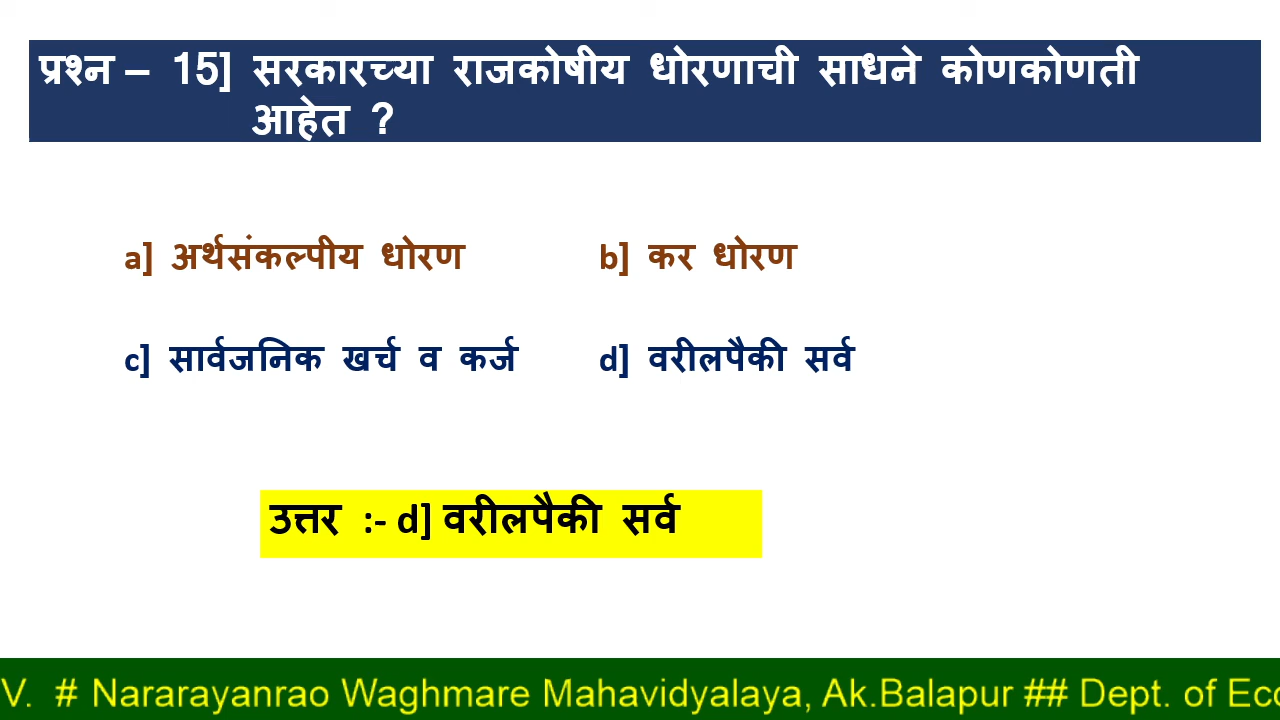 प्रश्न – 15] सरकारच्या राजकोषीय धोरणाची साधने कोणकोणती
आहेत ?
a] अर्थसंकल्पीय धोरण b] कर धोरण
c] सार्वजनिक खर्च व कर्ज d] वरीलपैकी सर्व
उत्तर :- d] वरीलपैकी सर्व
V. # Nararayanrao Waghmare Mahavidyalaya, Ak.Balapur ## Dept. of Eco